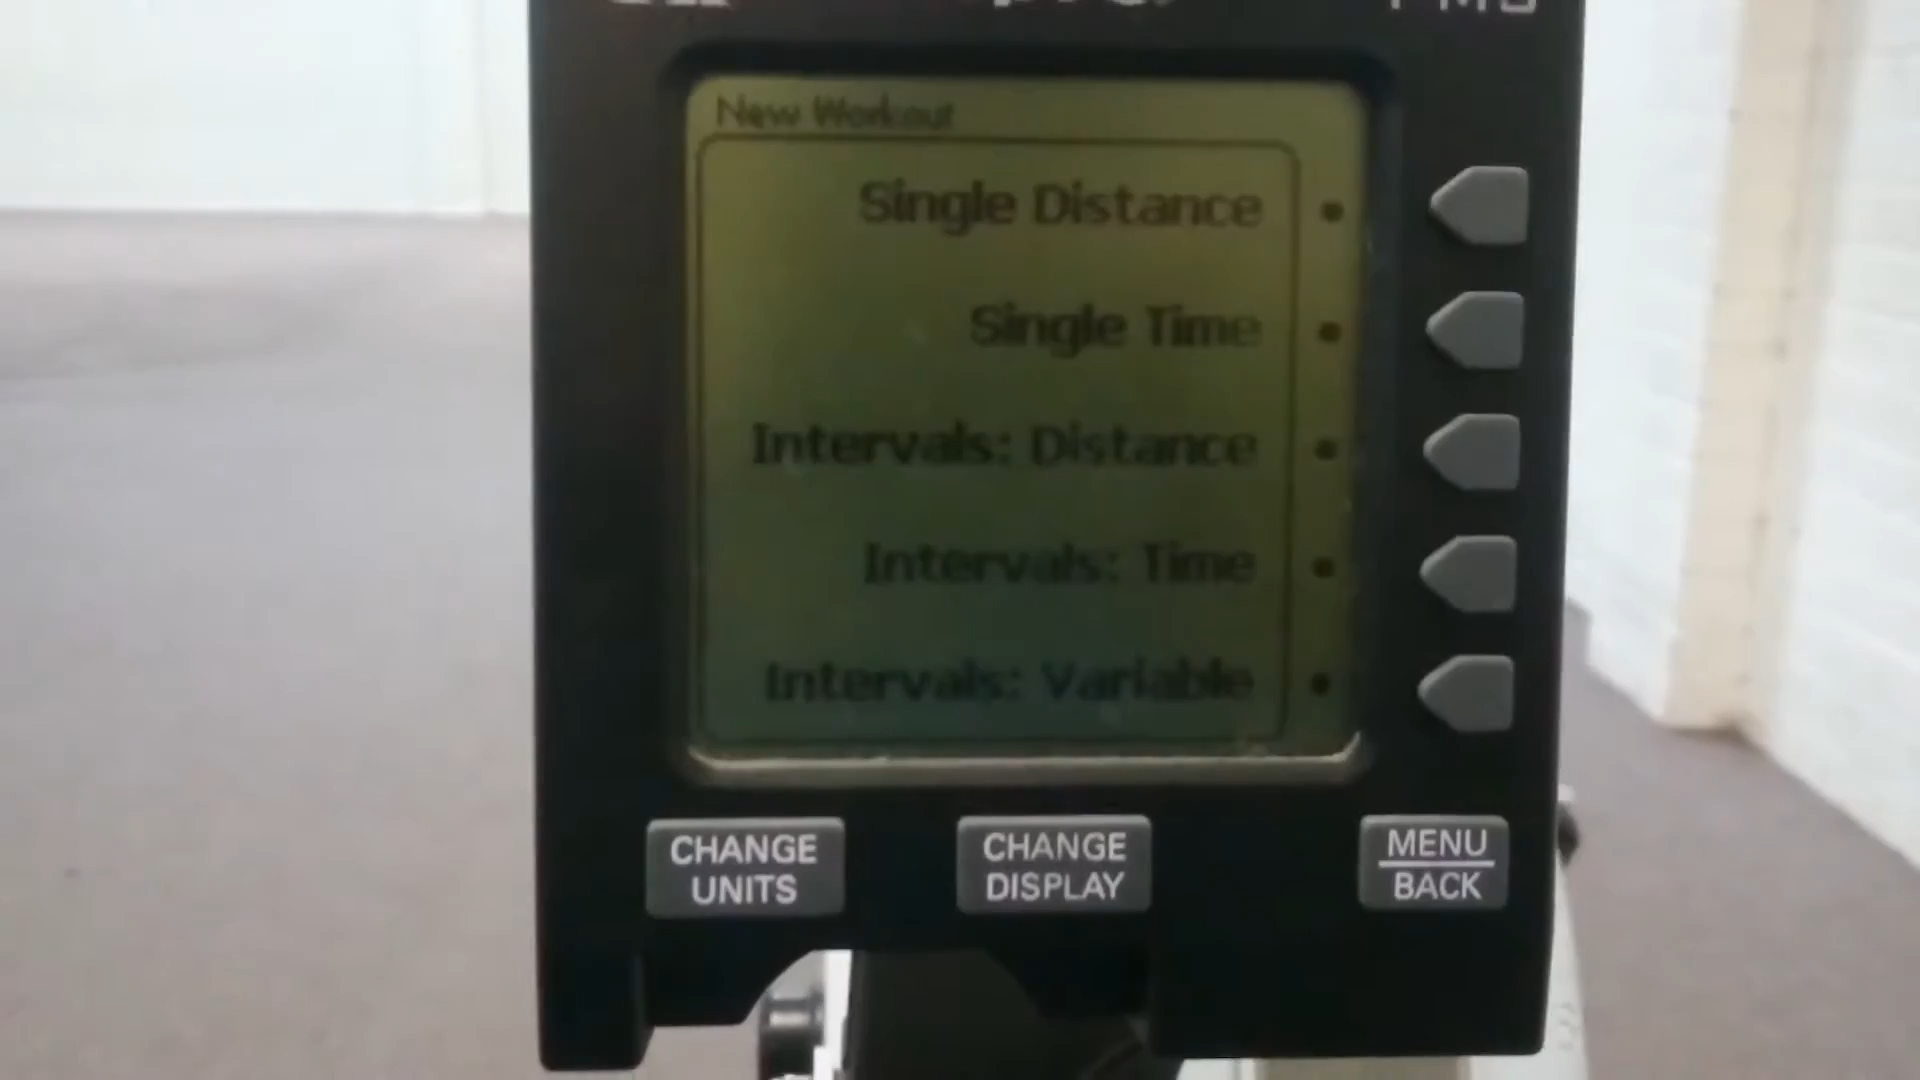 New Workout
Single Distance
Single Time
Intervals: Distance
Intervals: Time
Intervals: Variable
CHANGE
UNITS
CHANGE
DISPLAY
MENU
BACK